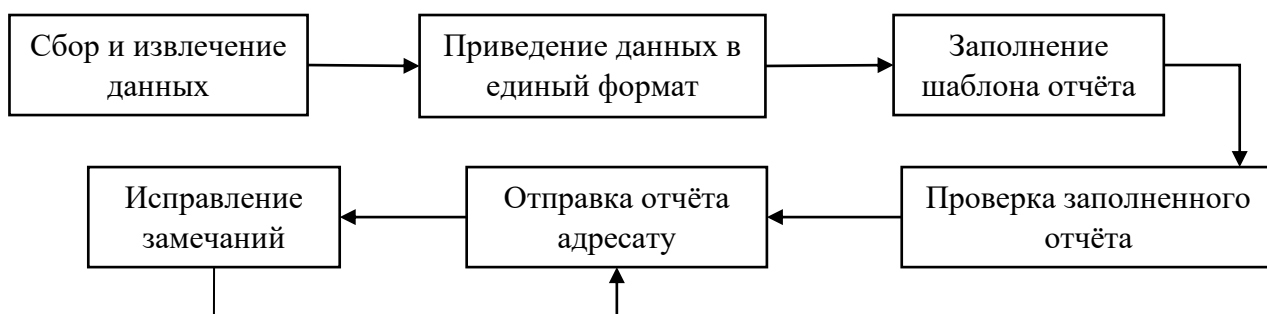 Сбор и извлечение
данных
Приведение данных в
единый формат
Заполнение
шаблона отчёта
Проверка заполненного
отчёта
Отправка отчёта
адресату
Исправление
замечаний